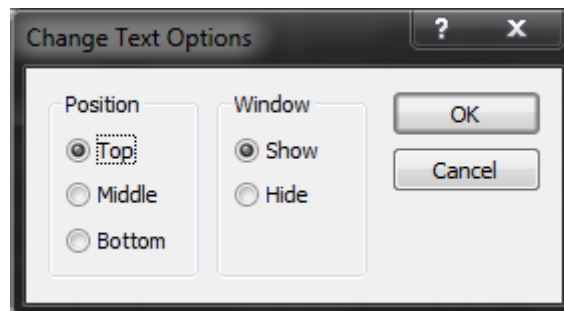 Change Text Options
? x
Position
Top
Middle
Bottom
Window
Show
Hide
OK
Cancel